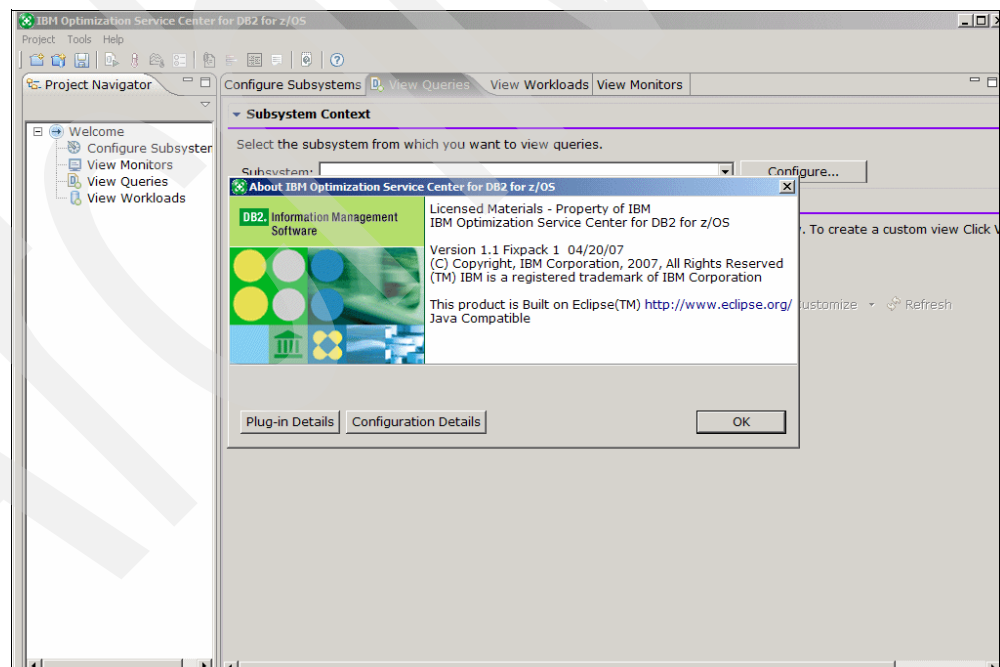 IBM Optimization Service Center for DB2 for z/OS
Project Tools Help
Project Navigator
Configure Subsystems View Queries View Workloads View Monitors
Subsystem Context
Welcome
Configure Subsyster
View Monitors
View Queries
View Workloads
Select the subsystem from which you want to view queries.
Subsystem: Configure...
About IBM Optimization Service Center for DB2 for z/OS
DB2. Information Management
Software
Licensed Materials - Property of IBM
IBM Optimization Service Center for DB2 for z/OS
Version 1.1 Fixpack 1 04/20/07
(C) Copyright, IBM Corporation, 2007, All Rights Reserved
(TM) IBM is a registered trademark of IBM Corporation
This product is Built on Eclipse(TM) http://www.eclipse.org/
Java Compatible
. To create a custom view Click
Customize Refresh
Plug-in Details Configuration Details OK